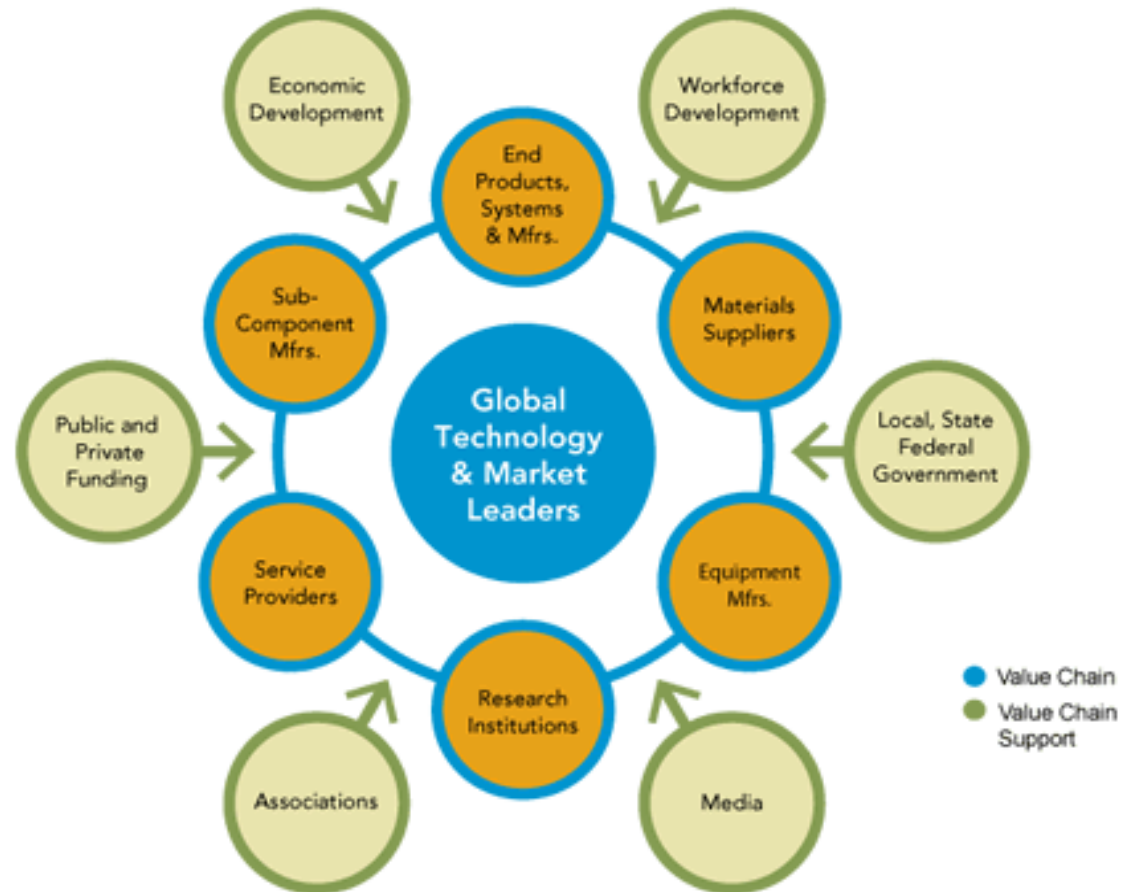 Economic
Development
Workforce
Development
End
Products,
Systems
& Mfrs.
Sub-
Component
Mfrs.
Materials
Suppliers
Global
Technology
& Market
Leaders
Public and
Private
Funding
Local, State
Federal
Government
Service
Providers
Equipment
Mfrs.
Research
Institutions
Associations
Media
Value Chain
Value Chain
Support